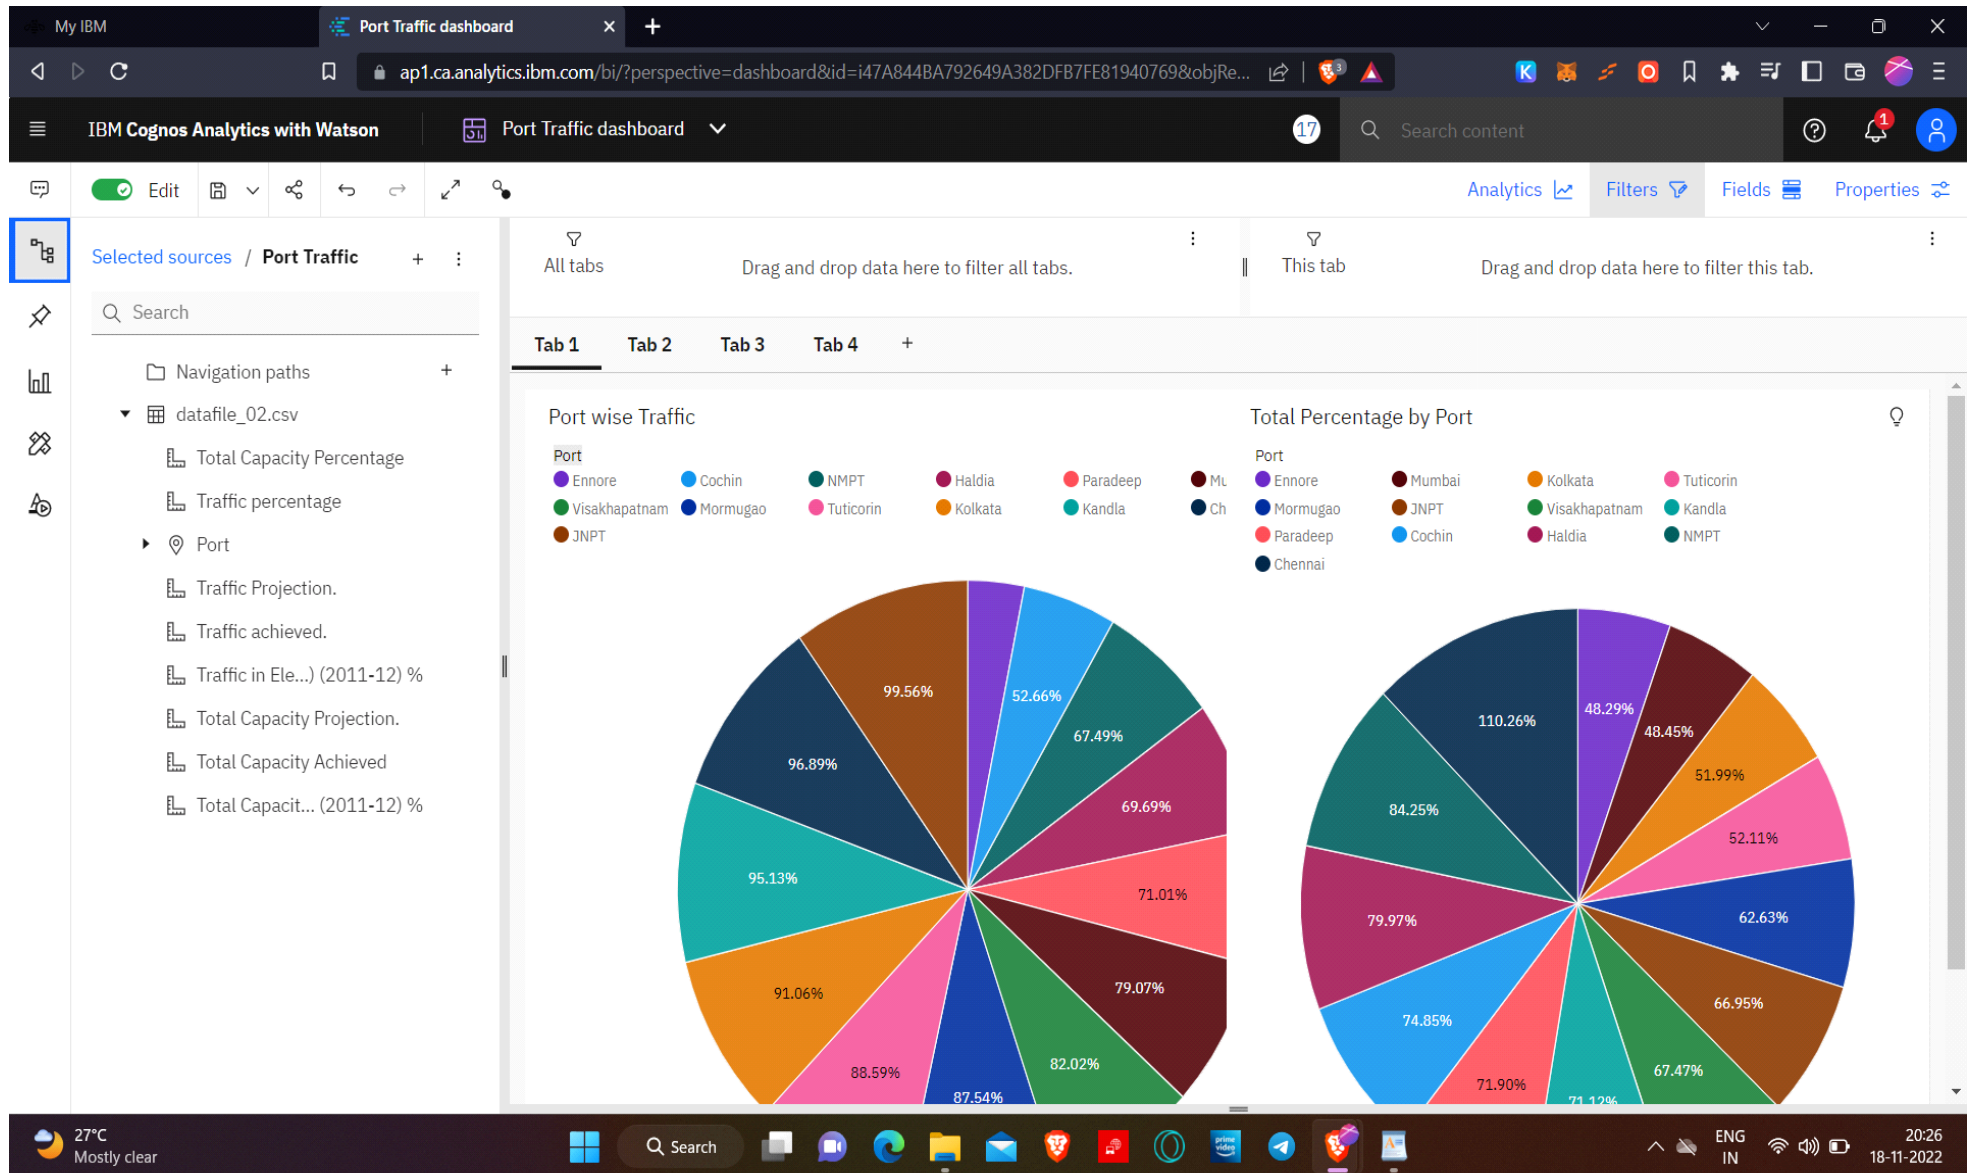 My IBM
Port Traffic dashboard
ap1.ca.analytics.ibm.com/bi/?perspective=dashboard&id=i47A844BA792649A382DFB7FE81940769&objRe...
3
K
IBM Cognos Analytics with Watson
Port Traffic dashboard
17
Search content
1
Edit
Analytics
Filters
Fields
Properties
Selected sources / Port Traffic
Search
Navigation paths
datafile_02.csv
Total Capacity Percentage
Traffic percentage
Port
Traffic Projection.
Traffic achieved.
Traffic in Ele...) (2011-12) %
Total Capacity Projection.
Total Capacity Achieved
Total Capacit... (2011-12) %
All tabs
Drag and drop data here to filter all tabs.
This tab
Drag and drop data here to filter this tab.
Tab 1 Tab 2 Tab 3 Tab 4
Port wise Traffic
Port
Ennore Cochin NMPT Haldia Paradeep Mu
Visakhapatnam Mormugao Tuticorin Kolkata Kandla Ch
JNPT
99.56%
52.66%
67.49%
96.89%
69.69%
95.13%
71.01%
91.06%
79.07%
82.02%
88.59%
87.54%
Total Percentage by Port
Port
Ennore Mumbai Kolkata Tuticorin
Mormugao JNPT Visakhapatnam Kandla
Paradeep Cochin Haldia NMPT
Chennai
48.29%
110.26%
48.45%
51.99%
84.25%
52.11%
62.63%
79.97%
66.95%
74.85%
67.47%
71.90%
71.12%
27°C
Mostly clear
Search
prime video
ENG
IN
20:26
18-11-2022